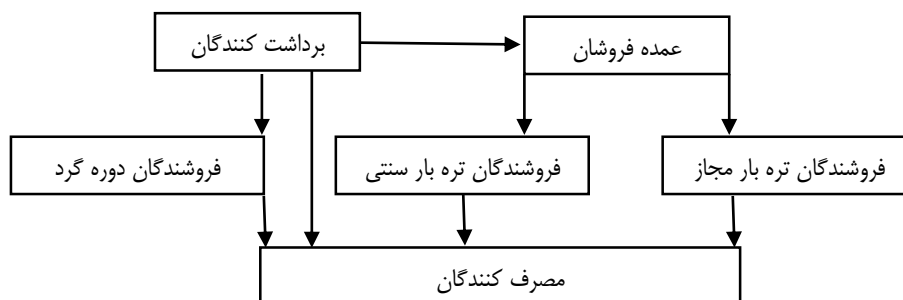 عمده فروشان
برداشت کنندگان
فروشندگان تره بار مجاز
فروشندگان تره بار سنتی
فروشندگان دوره گرد
مصرف کنندگان